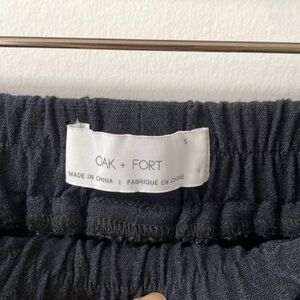 S
OAK + FORT
MADE IN CHINA | FABRIQUÉ EN CHINE